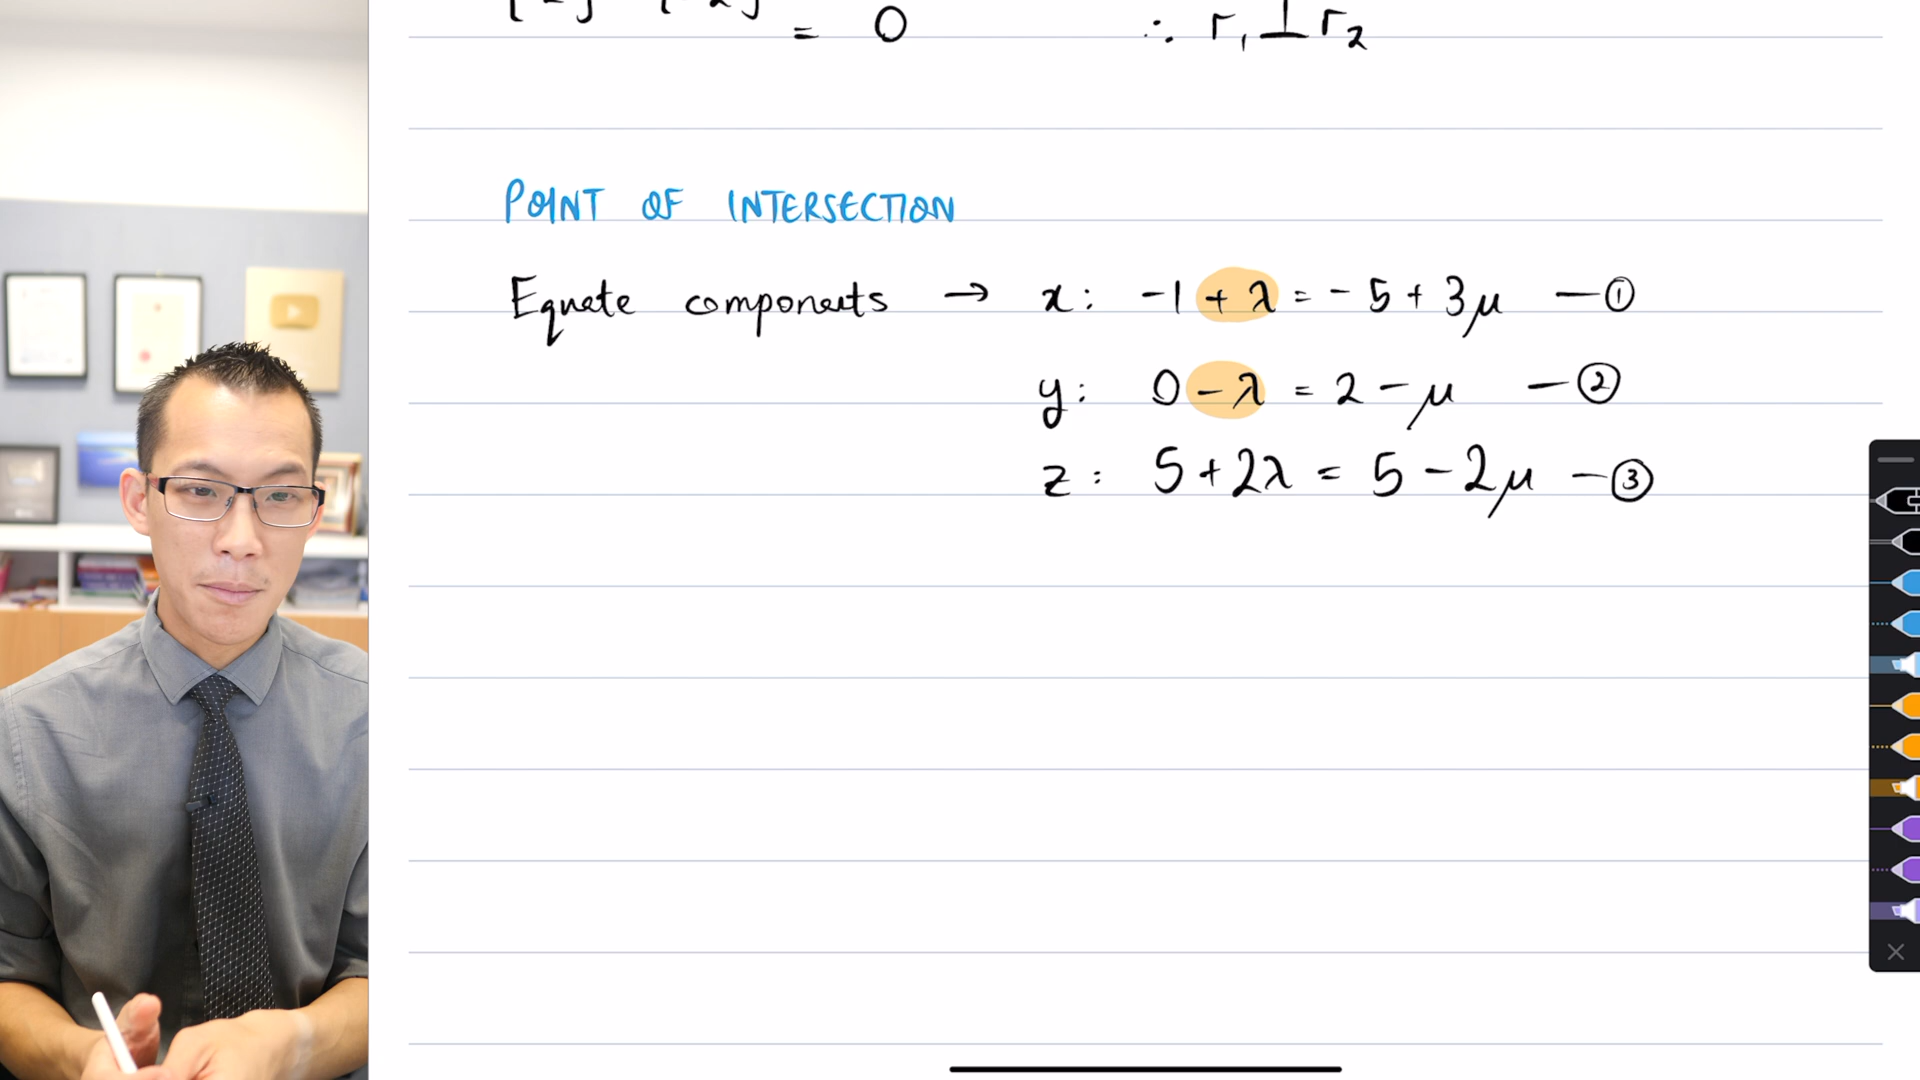 = 0 ∴ r₁ ⊥ r₂
POINT OF INTERSECTION
Equate components → x: -1 + λ = -5 + 3μ —①
y: 0 - λ = 2 - μ —②
z: 5 + 2λ = 5 - 2μ —③